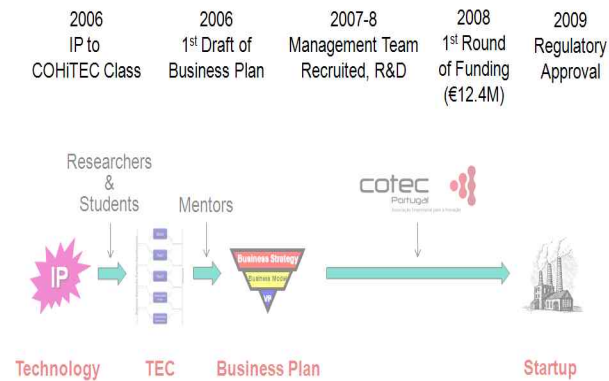 2006
IP to
COHiTEC Class
2006
1st Draft of
Business Plan
2007-8
Management Team
Recruited, R&D
2008
1st Round
of Funding
(€12.4M)
2009
Regulatory
Approval
Researchers
&
Students
Mentors
cotec
Portugal
IP
Business Strategy
Business Model
VP
Technology
TEC
Business Plan
Startup